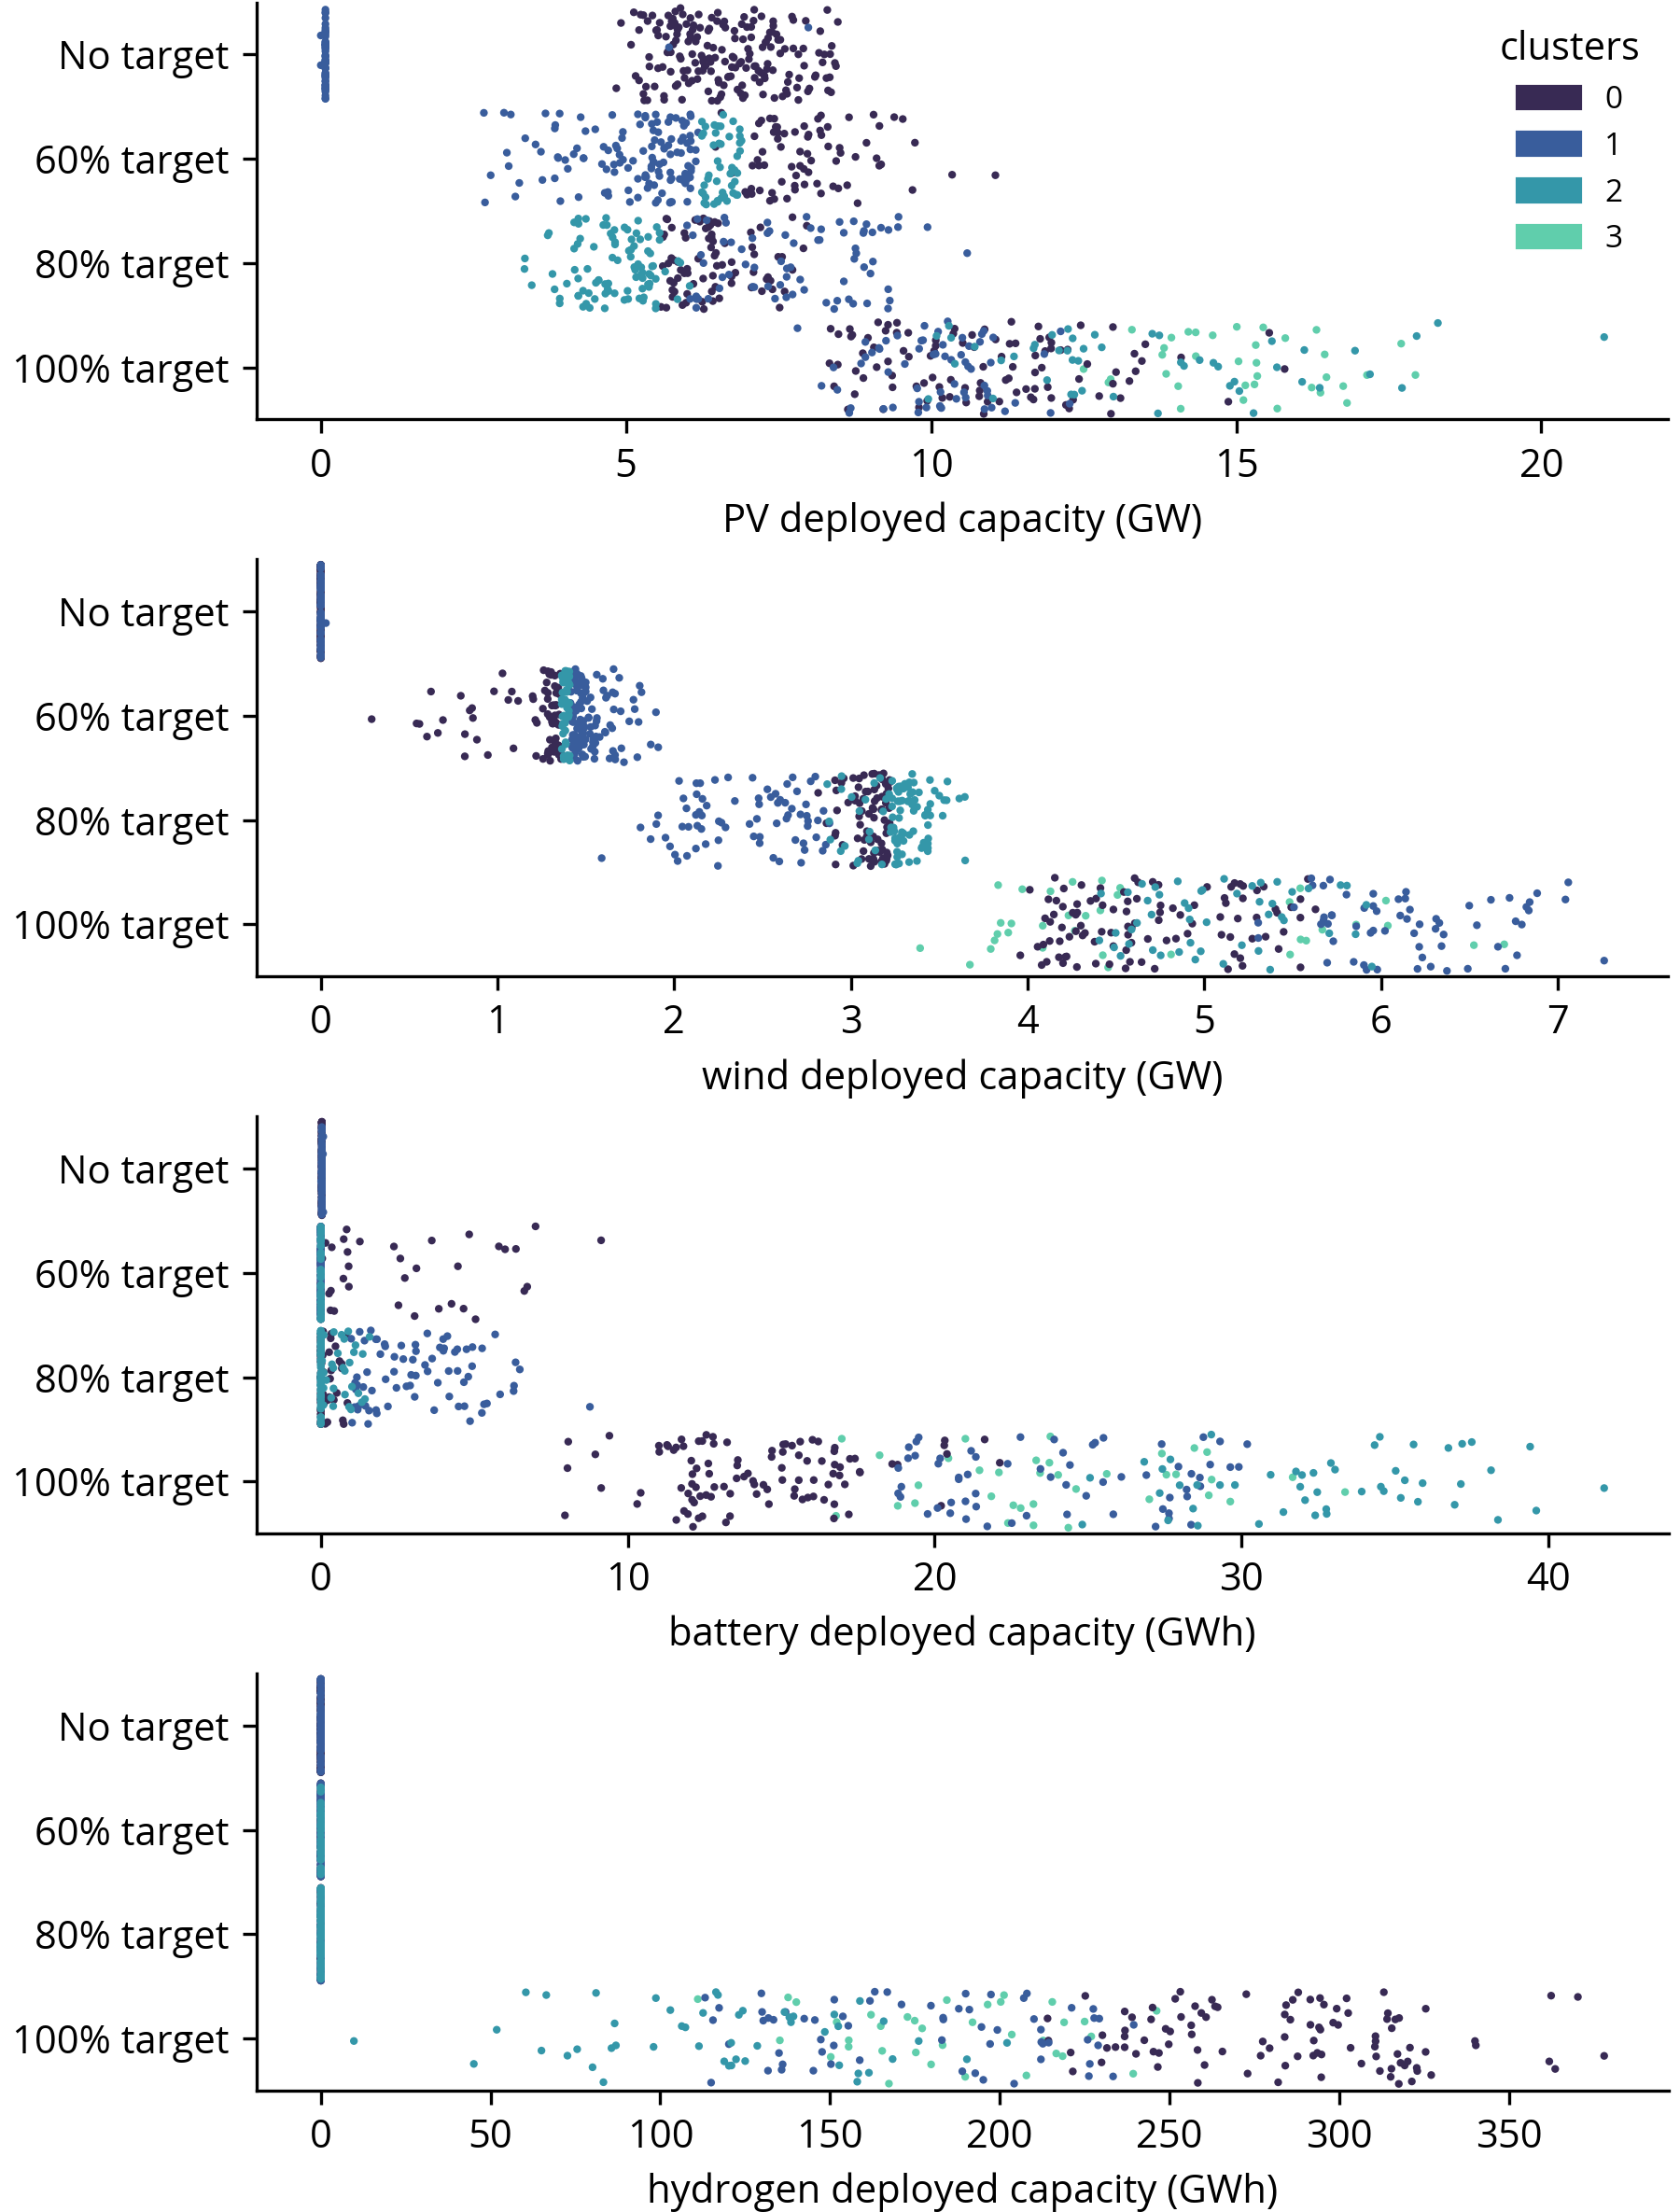 clusters
0
1
2
3
No target
60% target
80% target
100% target
0 5 10 15 20
PV deployed capacity (GW)
No target
60% target
80% target
100% target
0 1 2 3 4 5 6 7
wind deployed capacity (GW)
No target
60% target
80% target
100% target
0 10 20 30 40
battery deployed capacity (GWh)
No target
60% target
80% target
100% target
0 50 100 150 200 250 300 350
hydrogen deployed capacity (GWh)